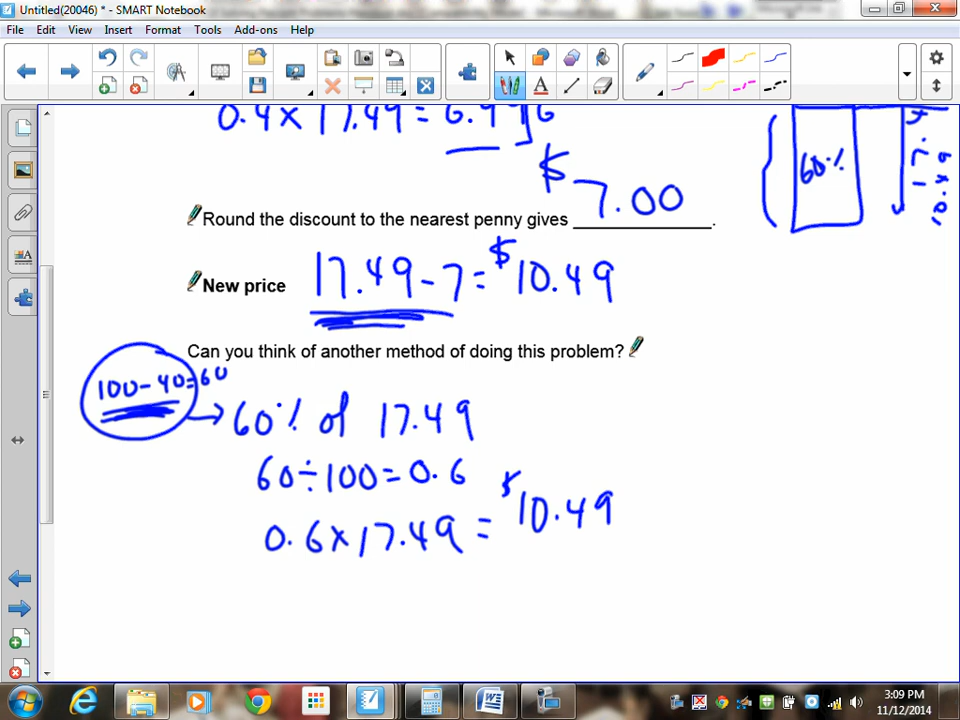 Untitled(20046) * - SMART Notebook
File Edit View Insert Format Tools Add-ons Help
0.4 x 17.49 = 6.996
60%
$7.00
Round the discount to the nearest penny gives ____________.
New price 17.49 - 7 = $10.49
Can you think of another method of doing this problem?
100 - 40 = 60
→ 60% of 17.49
60 ÷ 100 = 0.6
0.6 x 17.49 = $10.49
3:09 PM
11/12/2014